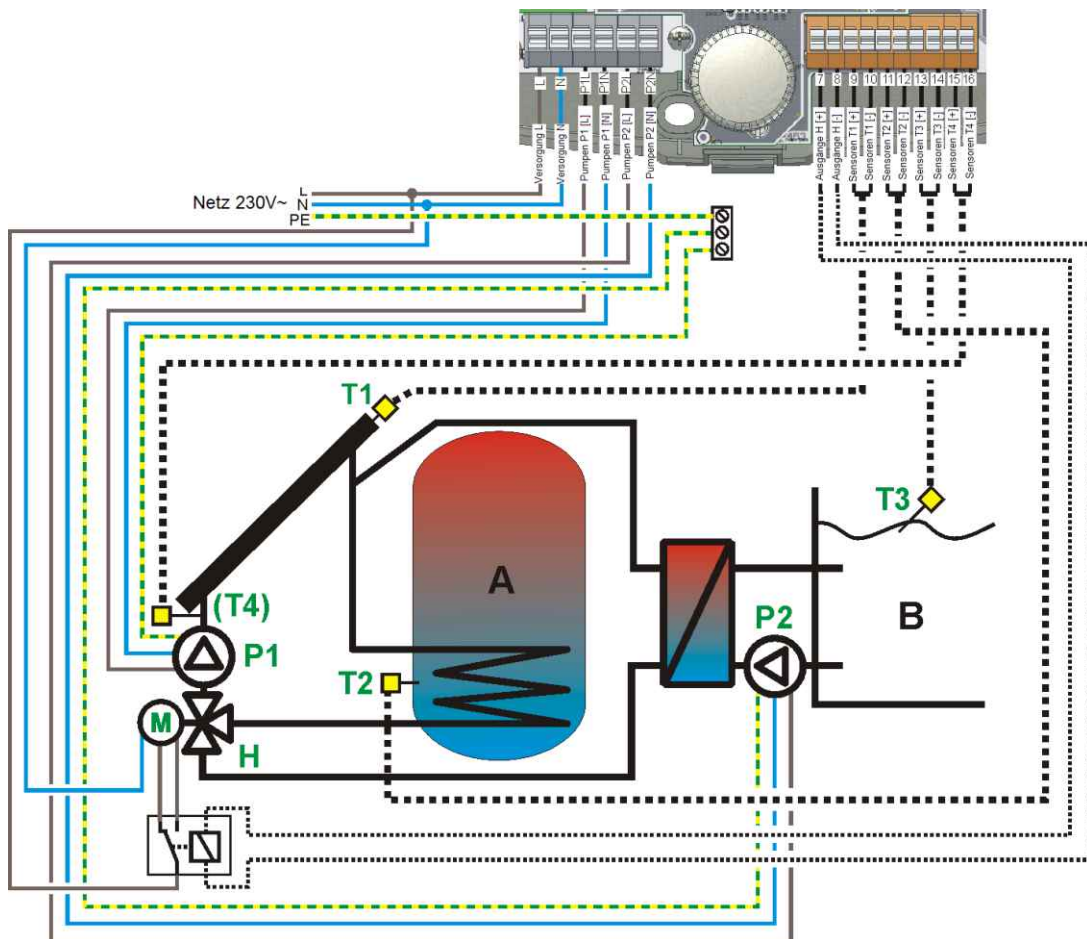 L
N
P1L
P1N
P2L
P2N
7
8
9
10
11
12
13
14
15
16
Versorgung L
Versorgung N
Pumpen P1 [L]
Pumpen P1 [N]
Pumpen P2 [L]
Pumpen P2 [N]
Ausgänge H [+]
Ausgänge H [-]
Sensoren T1 [+]
Sensoren T1 [-]
Sensoren T2 [+]
Sensoren T2 [-]
Sensoren T3 [+]
Sensoren T3 [-]
Sensoren T4 [+]
Sensoren T4 [-]
L
Netz 230V~ N
PE
T1
T3
A
(T4)
B
P2
P1
T2
M
H